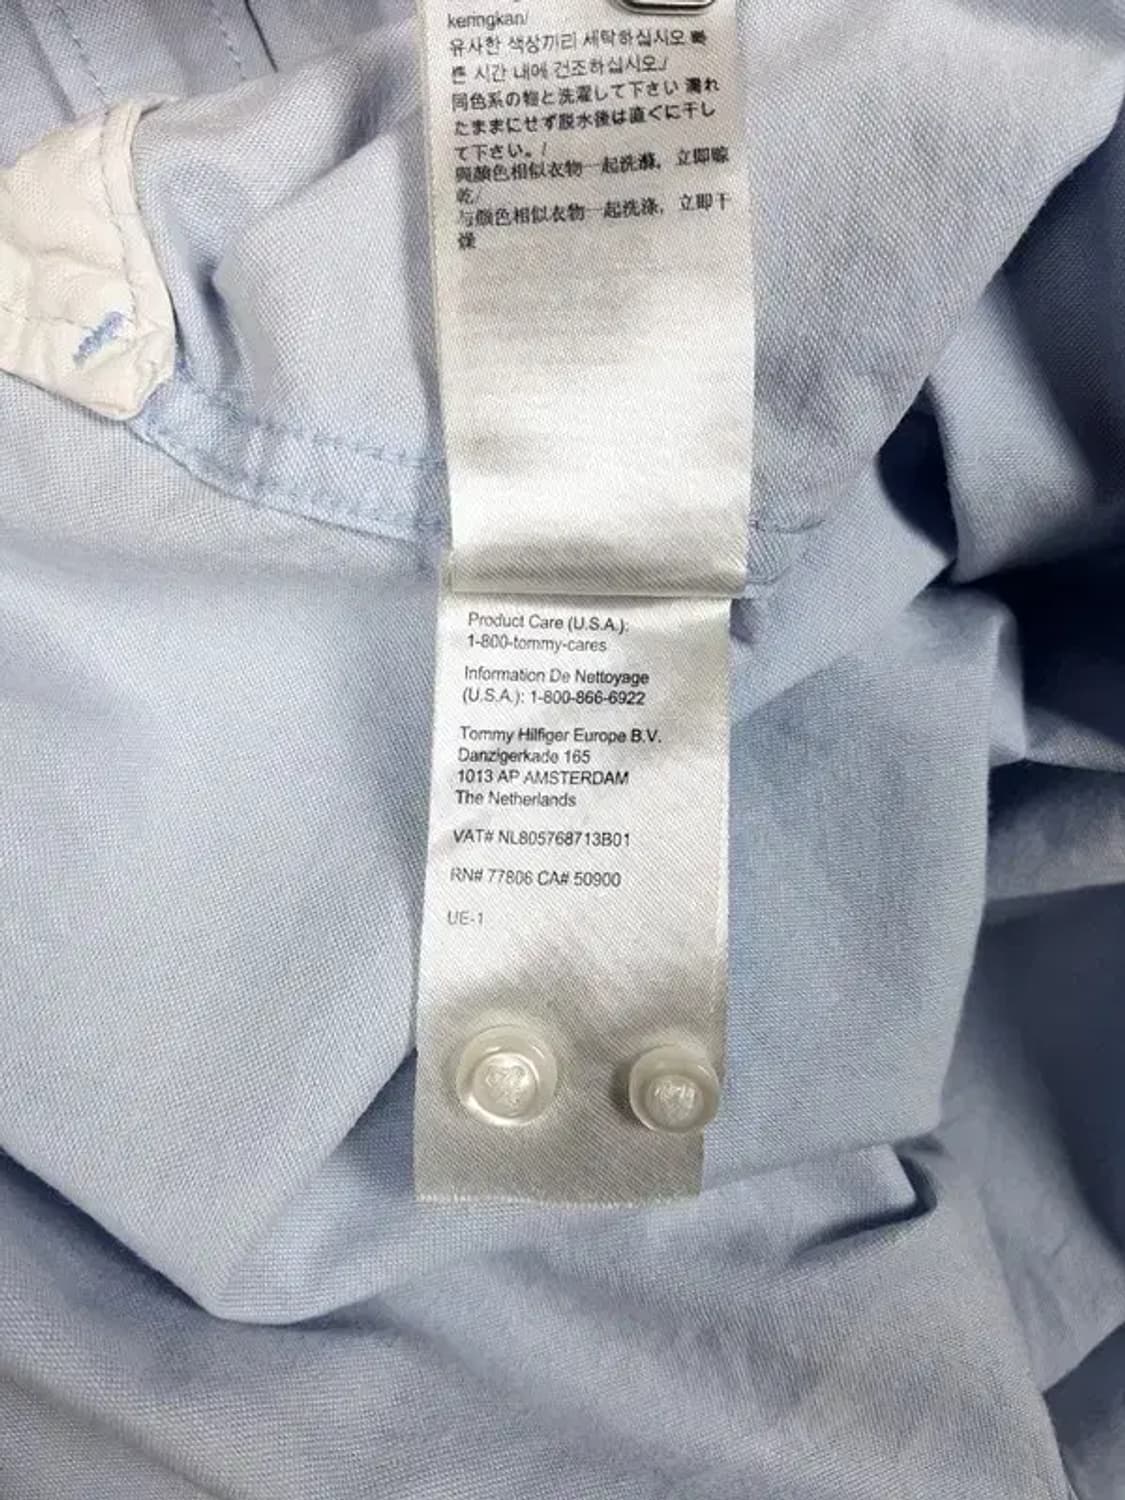 keringkan/
유사한 색상끼리 세탁하십시오 빠
른 시간 내에 건조하십시오/
同色系の物と洗濯して下さい 濡れ
たままにせず脱水後は直ぐに干し
て下さい。/
與顏色相似衣物一起洗滌, 立即晾
乾/
与颜色相似衣物一起洗涤, 立即干
燥
Product Care (U.S.A.):
1-800-tommy-cares
Information De Nettoyage
(U.S.A.): 1-800-866-6922
Tommy Hilfiger Europe B.V.
Danzigerkade 165
1013 AP AMSTERDAM
The Netherlands
VAT# NL805768713B01
RN# 77806 CA# 50900
UE-1